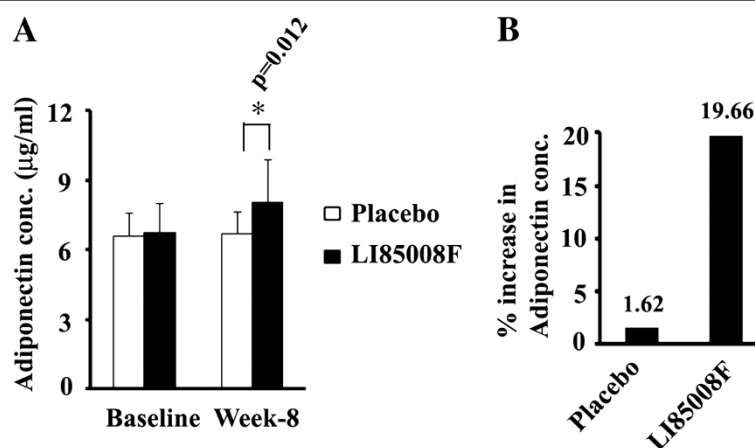 A
p=0.012
*
Adiponectin conc. (µg/ml)
12
9
6
3
0
Baseline Week-8
Placebo
LI85008F
B
% increase in
Adiponectin conc.
20
15
10
5
0
1.62
19.66
Placebo
LI85008F